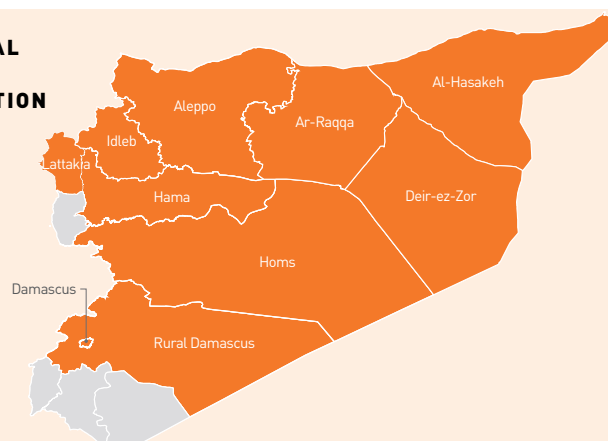 AL
TION
Al-Hasakeh
Aleppo
Ar-Raqqa
Idleb
Lattakia
Deir-ez-Zor
Hama
Homs
Damascus
Rural Damascus